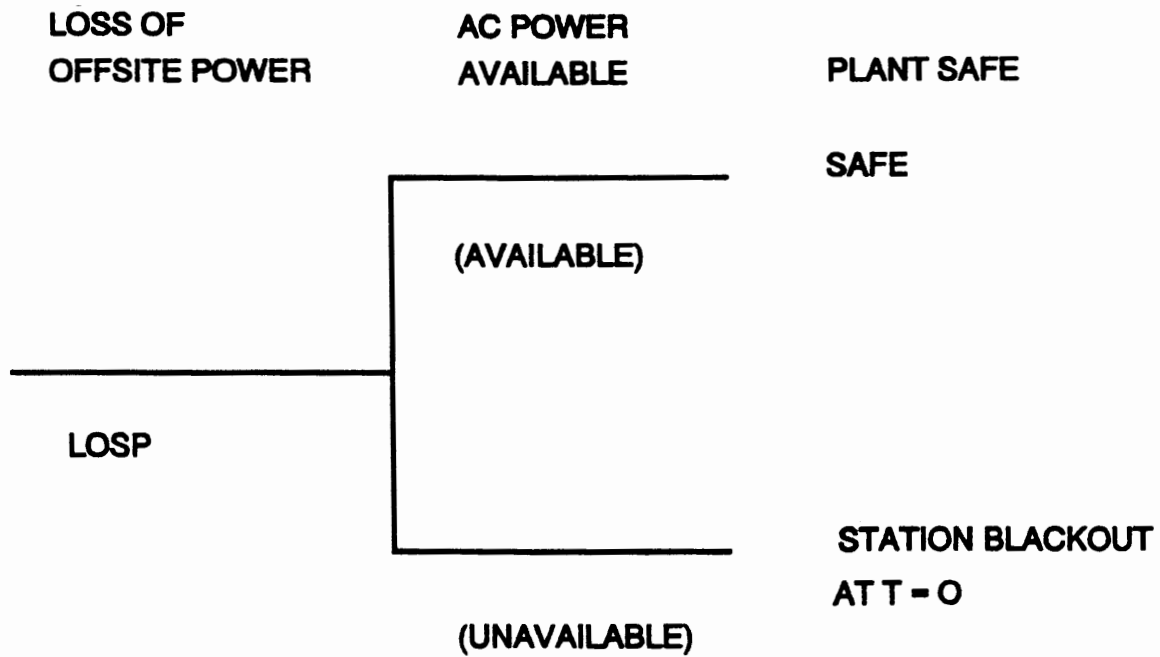 LOSS OF
OFFSITE POWER
AC POWER
AVAILABLE
PLANT SAFE
SAFE
(AVAILABLE)
LOSP
STATION BLACKOUT
AT T = O
(UNAVAILABLE)